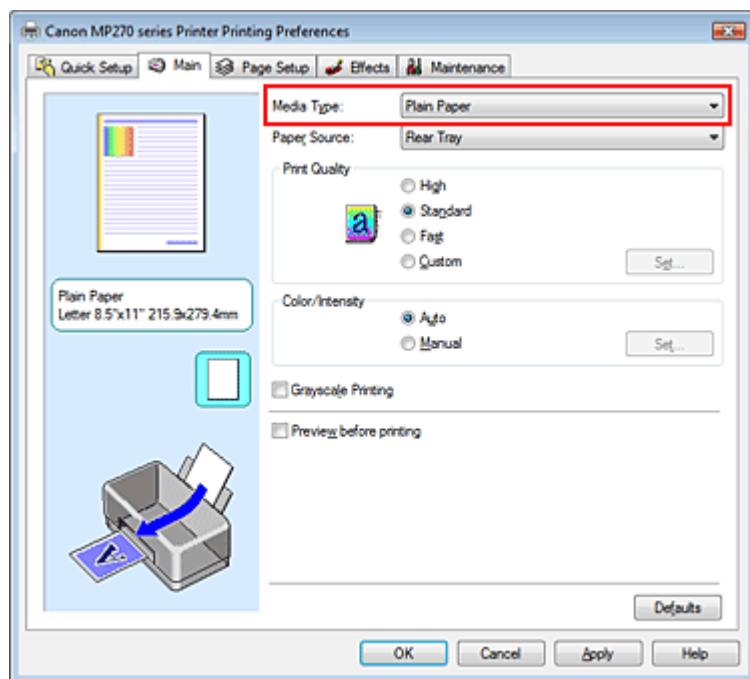 Canon MP270 series Printer Printing Preferences
Quick Setup Main Page Setup Effects Maintenance
Media Type: Plain Paper
Paper Source: Rear Tray
Print Quality
High
a Standard
Fast
Custom Set...
Plain Paper
Letter 8.5"x11" 215.9x279.4mm
Color/Intensity
Auto
Manual Set...
Grayscale Printing
Preview before printing
V
Defaults
OK Cancel Apply Help